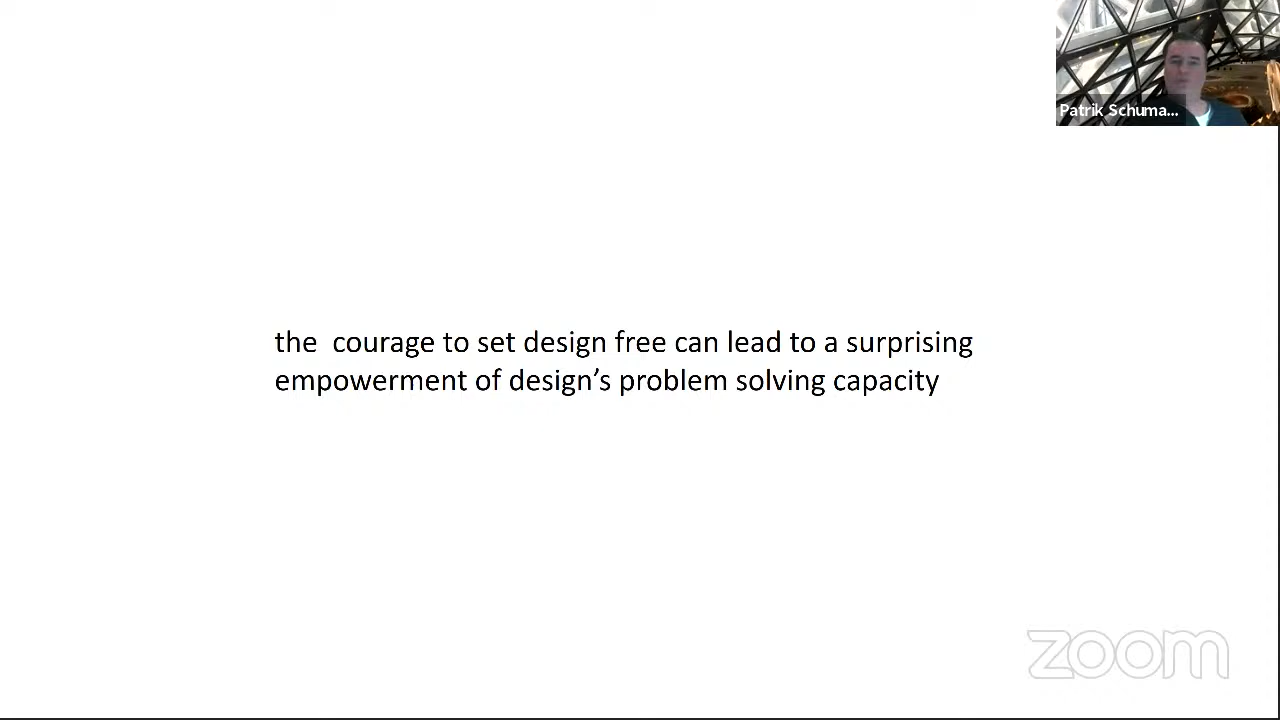 Patrik Schuma...
the  courage to set design free can lead to a surprising
empowerment of design’s problem solving capacity
zoom